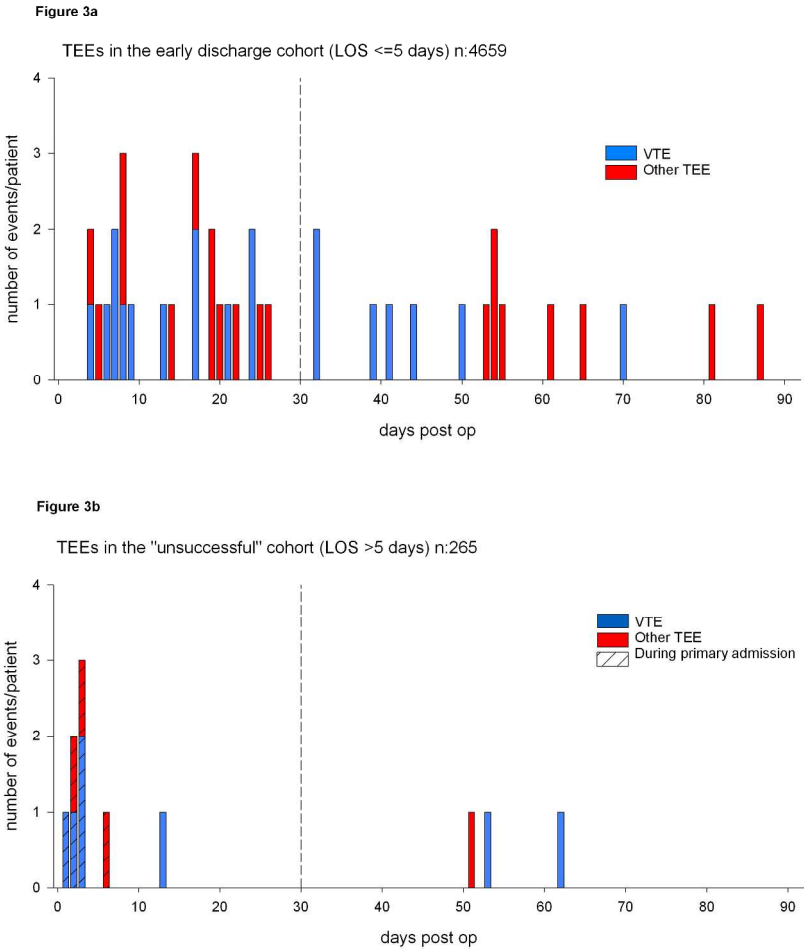 Figure 3a
TEEs in the early discharge cohort (LOS <=5 days) n:4659
number of events/patient
4
3
2
1
0
VTE
Other TEE
0 10 20 30 40 50 60 70 80 90
days post op
Figure 3b
TEEs in the "unsuccessful" cohort (LOS >5 days) n:265
number of events/patient
4
3
2
1
0
VTE
Other TEE
During primary admission
0 10 20 30 40 50 60 70 80 90
days post op